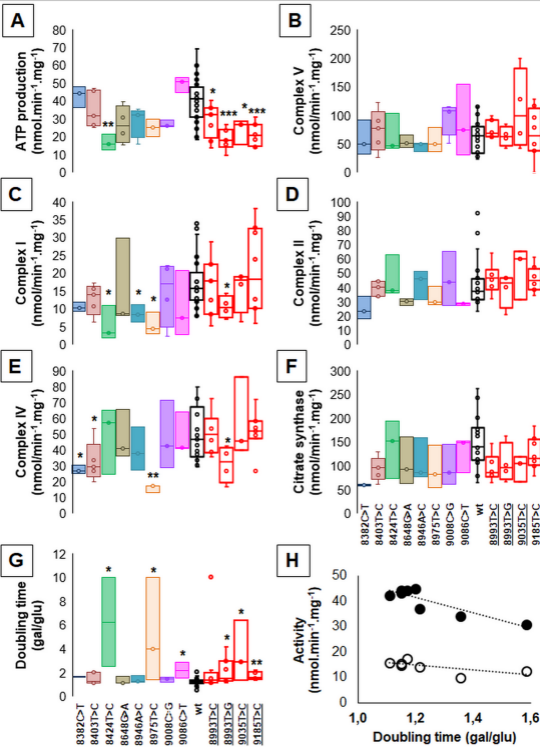 A
ATP production
(nmol.min⁻¹.mg⁻¹)
80
70
60
50
40
30
20
10
0
**
*
***
*
***
B
Complex V
(nmol/min⁻¹.mg⁻¹)
250
200
150
100
50
0
C
Complex I
(nmol/min⁻¹.mg⁻¹)
40
35
30
25
20
15
10
5
0
*
*
*
*
D
Complex II
(nmol/min⁻¹.mg⁻¹)
100
90
80
70
60
50
40
30
20
10
0
E
Complex IV
(nmol/min⁻¹.mg⁻¹)
90
80
70
60
50
40
30
20
10
0
*
*
**
*
F
Citrate synthase
(nmol/min⁻¹.mg⁻¹)
300
250
200
150
100
50
0
8382C>T
8403T>C
8424T>C
8648G>A
8946A>C
8975T>C
9008C>G
9086C>T
wt
8993T>C
8993T>G
9035T>C
9185T>C
G
Doubling time
(gal/glu)
12
10
8
6
4
2
0
*
*
*
*
*
**
8382C>T
8403T>C
8424T>C
8648G>A
8946A>C
8975T>C
9008C>G
9086C>T
wt
8993T>C
8993T>G
9035T>C
9185T>C
H
Activity
(nmol.min⁻¹.mg⁻¹)
50
40
30
20
10
0
1,0
1,2
1,4
1,6
Doubling time (gal/glu)